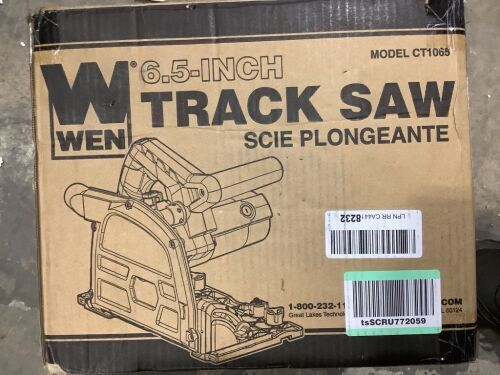 6.5-INCH
MODEL CT1065
WEN
TRACK SAW
SCIE PLONGEANTE
LPN RR CA441
8232
1-800-232-11
.COM
Great Lakes Technol
L 60124
tsSCRU772059